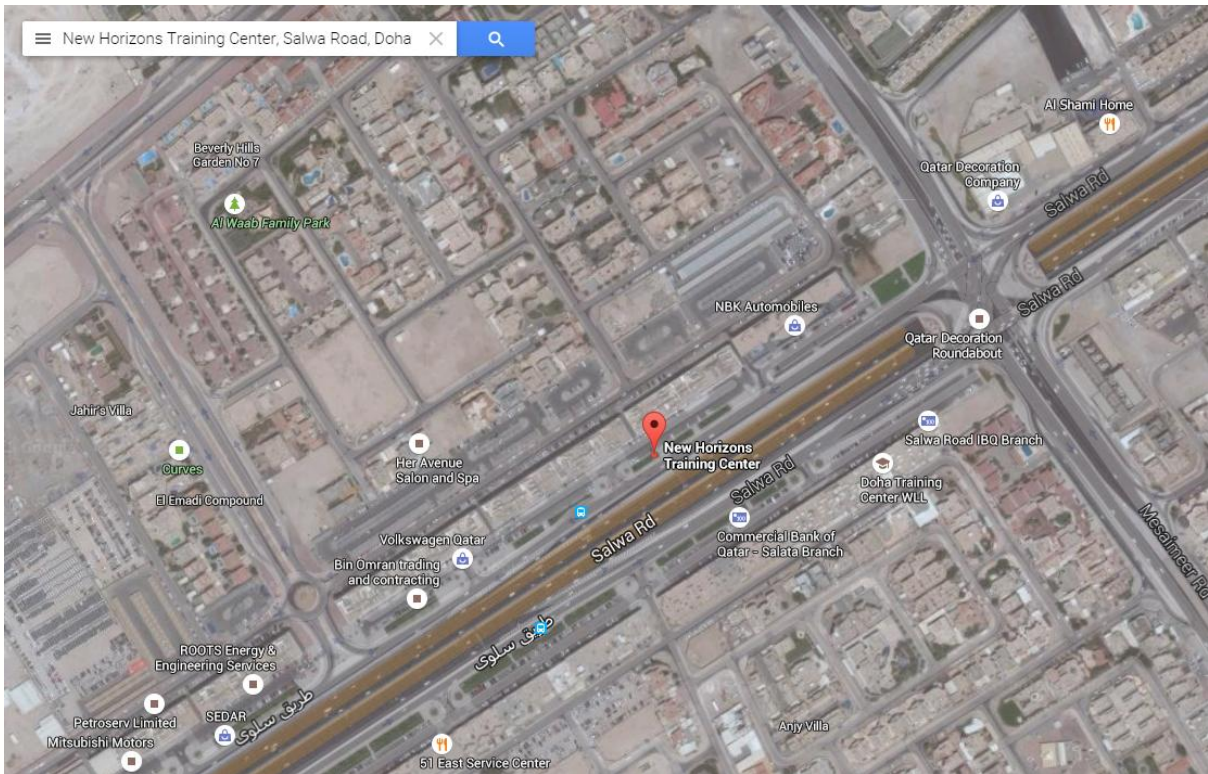 New Horizons Training Center, Salwa Road, Doha
Al Shami Home
Beverly Hills
Garden No 7
Qatar Decoration
Company
Salwa Rd
Al Waab Family Park
Salwa Rd
NBK Automobiles
Qatar Decoration
Roundabout
Jahir's Villa
New Horizons
Training Center
Salwa Road IBQ Branch
Her Avenue
Salon and Spa
Curves
Salwa Rd
Doha Training
Center WLL
El Emadi Compound
Mesaimeer Rd
Salwa Rd
Commercial Bank of
Qatar - Salata Branch
Volkswagen Qatar
Bin Omran trading
and contracting
طريق سلوى
ROOTS Energy &
Engineering Services
طريق سلوى
Petroserv Limited
SEDAR
Anjy Villa
Mitsubishi Motors
51 East Service Center